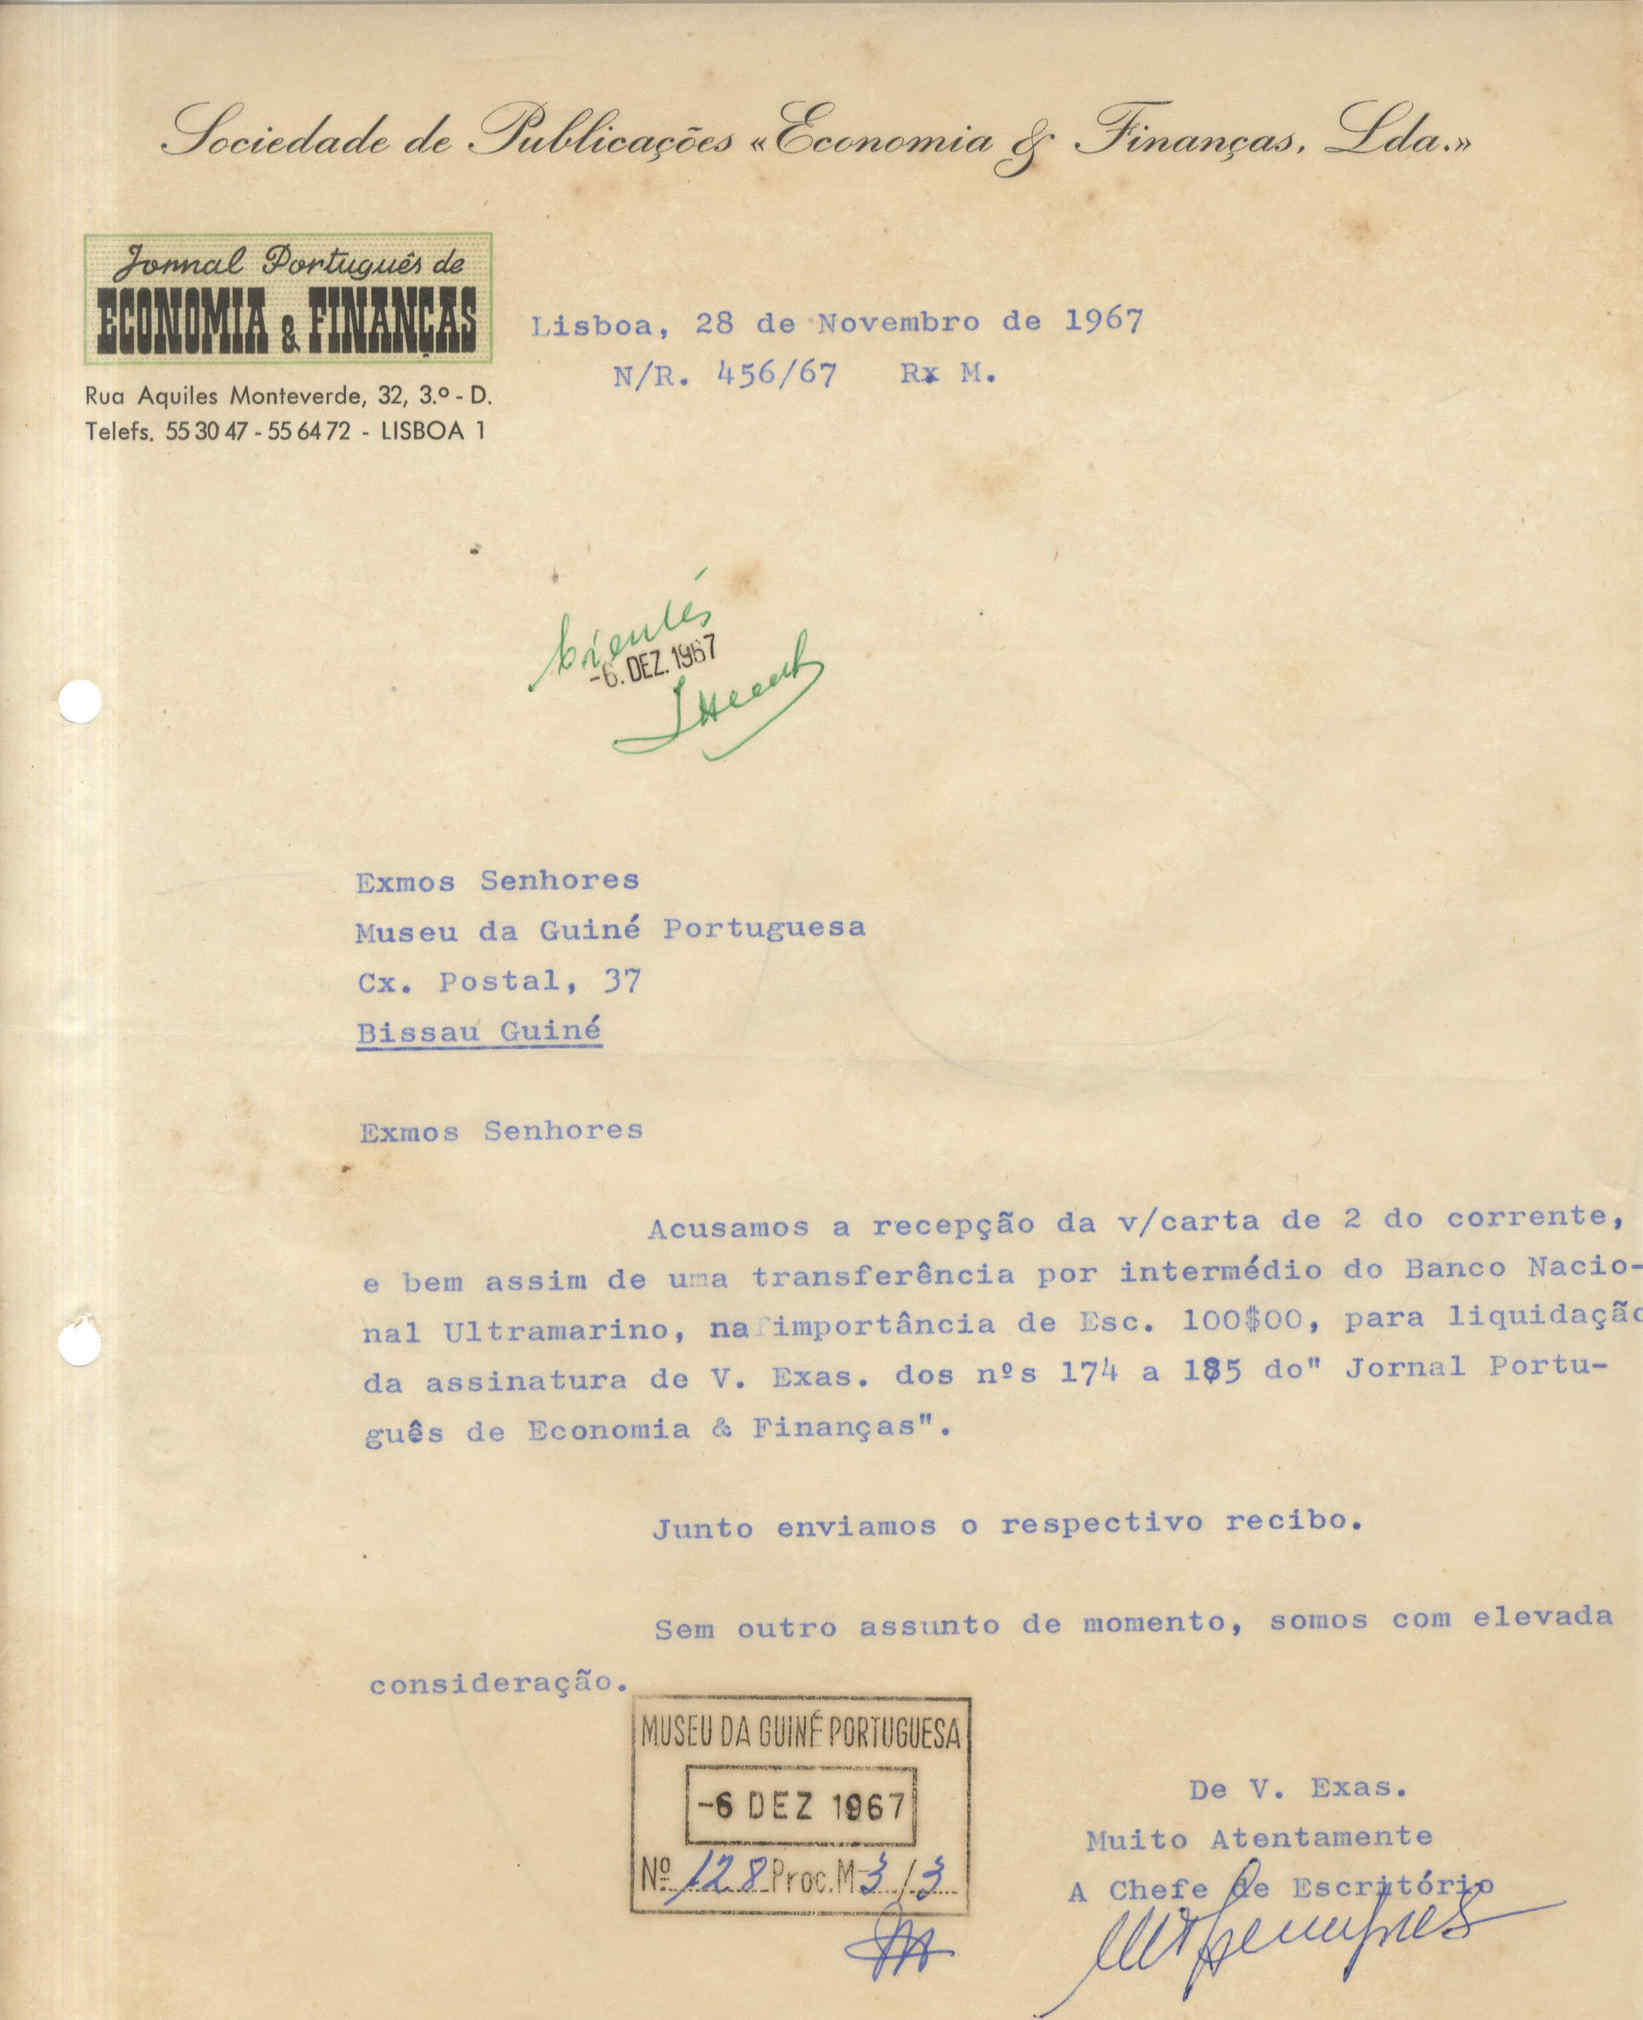 Sociedade de Publicações «Economia & Finanças, Lda.»
Jornal Português de
ECONOMIA & FINANÇAS
Rua Aquiles Monteverde, 32, 3.º - D.
Telefs. 55 30 47 - 55 64 72 - LISBOA 1
Lisboa, 28 de Novembro de 1967
N/R. 456/67 Rx M.
-6. DEZ. 1967
Exmos Senhores
Museu da Guiné Portuguesa
Cx. Postal, 37
Bissau Guiné
Exmos Senhores
Acusamos a recepção da v/carta de 2 do corrente,
e bem assim de uma transferência por intermédio do Banco Nacio-
nal Ultramarino, na importância de Esc. 100$00, para liquidação
da assinatura de V. Exas. dos nºs 174 a 185 do" Jornal Portu-
guês de Economia & Finanças".
Junto enviamos o respectivo recibo.
Sem outro assunto de momento, somos com elevada
consideração.
MUSEU DA GUINÉ PORTUGUESA
-6 DEZ 1967
Nº 128 Proc. M-3/3
De V. Exas.
Muito Atentamente
A Chefe de Escritório